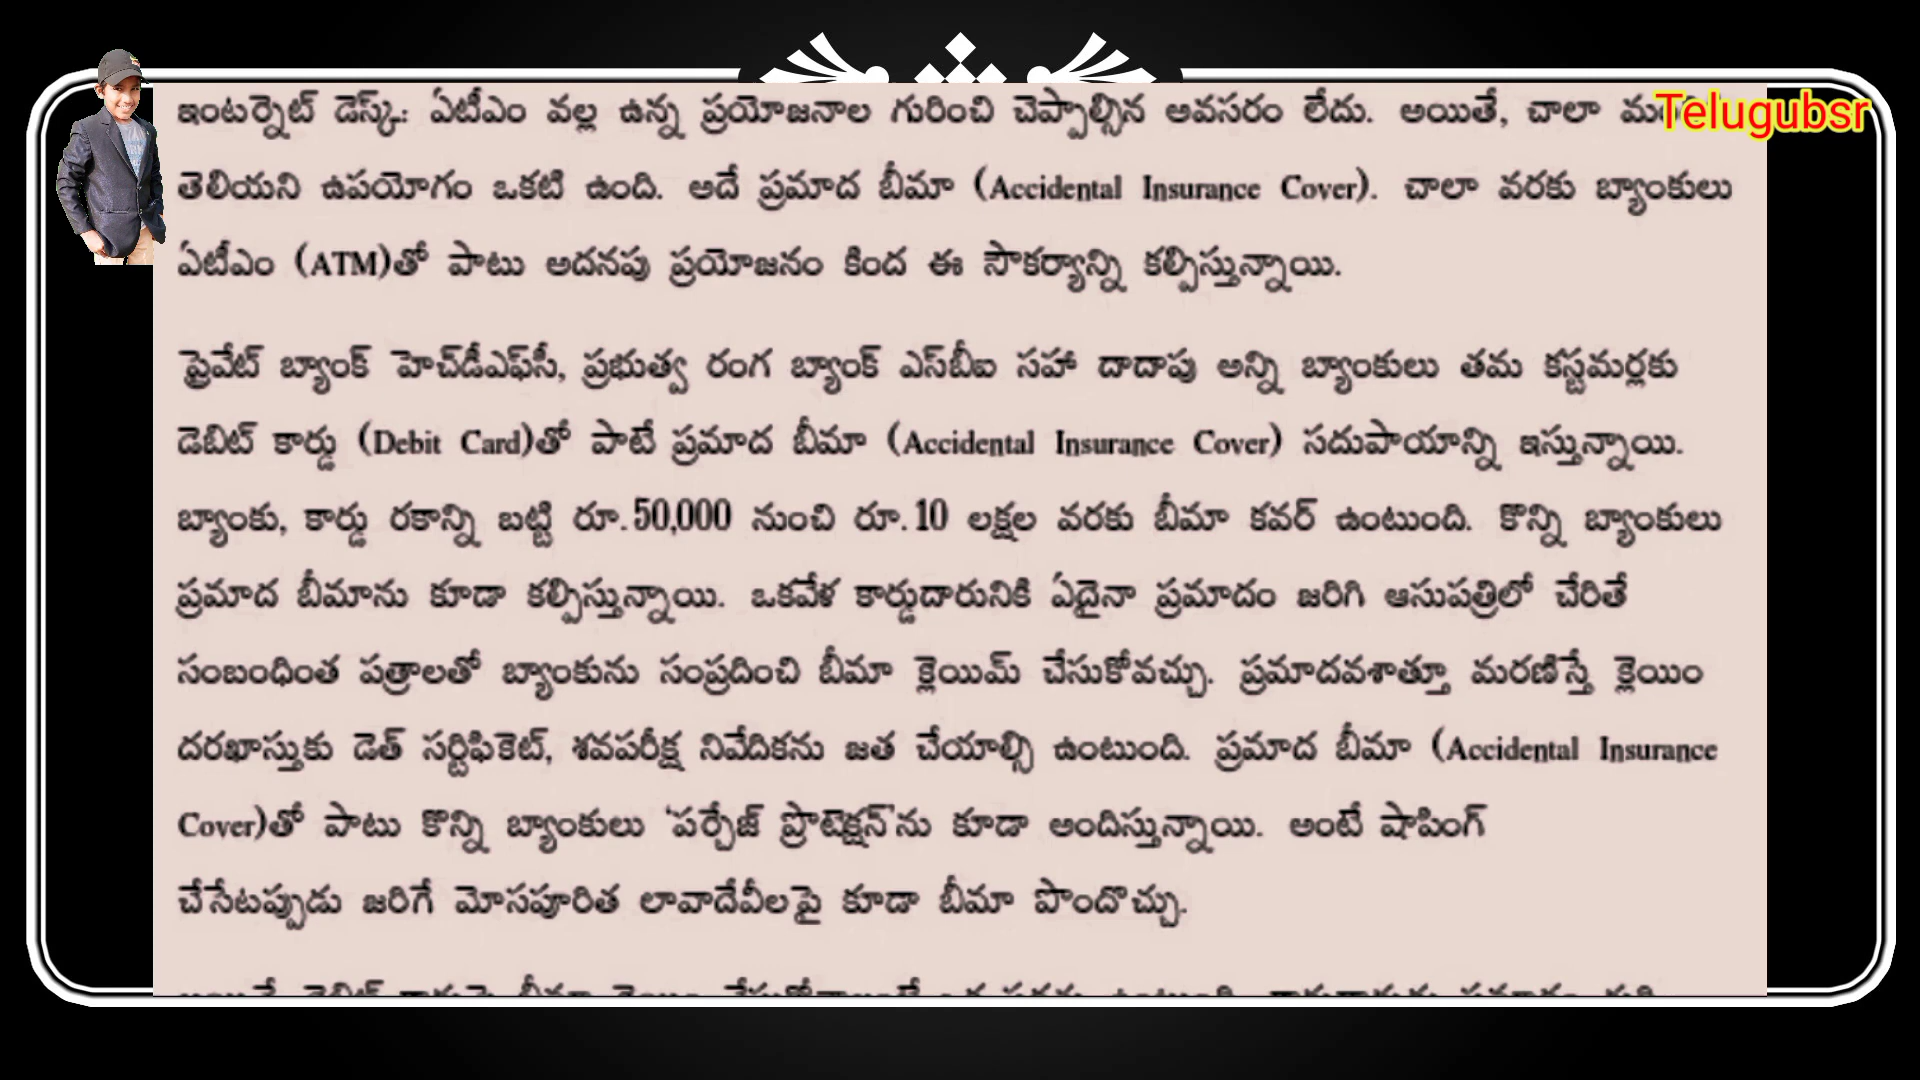 ఇంటర్నెట్ డెస్క్: ఏటీఎం వల్ల ఉన్న ప్రయోజనాల గురించి చెప్పాల్సిన అవసరం లేదు. అయితే, చాలా
Telugubsr
తెలియని ఉపయోగం ఒకటి ఉంది. అదే ప్రమాద బీమా (Accidental Insurance Cover). చాలా వరకు బ్యాంకులు
ఏటీఎం (ATM)తో పాటు అదనపు ప్రయోజనం కింద ఈ సౌకర్యాన్ని కల్పిస్తున్నాయి.
ప్రైవేట్ బ్యాంక్ హెచ్‌డీఎఫ్‌సీ, ప్రభుత్వ రంగ బ్యాంక్ ఎస్‌బీఐ సహా దాదాపు అన్ని బ్యాంకులు తమ కస్టమర్లకు
డెబిట్ కార్డు (Debit Card)తో పాటే ప్రమాద బీమా (Accidental Insurance Cover) సదుపాయాన్ని ఇస్తున్నాయి.
బ్యాంకు, కార్డు రకాన్ని బట్టి రూ.50,000 నుంచి రూ.10 లక్షల వరకు బీమా కవర్ ఉంటుంది. కొన్ని బ్యాంకులు
ప్రమాద బీమాను కూడా కల్పిస్తున్నాయి. ఒకవేళ కార్డుదారునికి ఏదైనా ప్రమాదం జరిగి ఆసుపత్రిలో చేరితే
సంబంధింత పత్రాలతో బ్యాంకును సంప్రదించి బీమా క్లెయిమ్ చేసుకోవచ్చు. ప్రమాదవశాత్తూ మరణిస్తే క్లెయిం
దరఖాస్తుకు డెత్ సర్టిఫికెట్, శవపరీక్ష నివేదికను జత చేయాల్సి ఉంటుంది. ప్రమాద బీమా (Accidental Insurance
Cover)తో పాటు కొన్ని బ్యాంకులు 'పర్చేజ్ ప్రొటెక్షన్'ను కూడా అందిస్తున్నాయి. అంటే షాపింగ్
చేసేటప్పుడు జరిగే మోసపూరిత లావాదేవీలపై కూడా బీమా పొందొచ్చు.